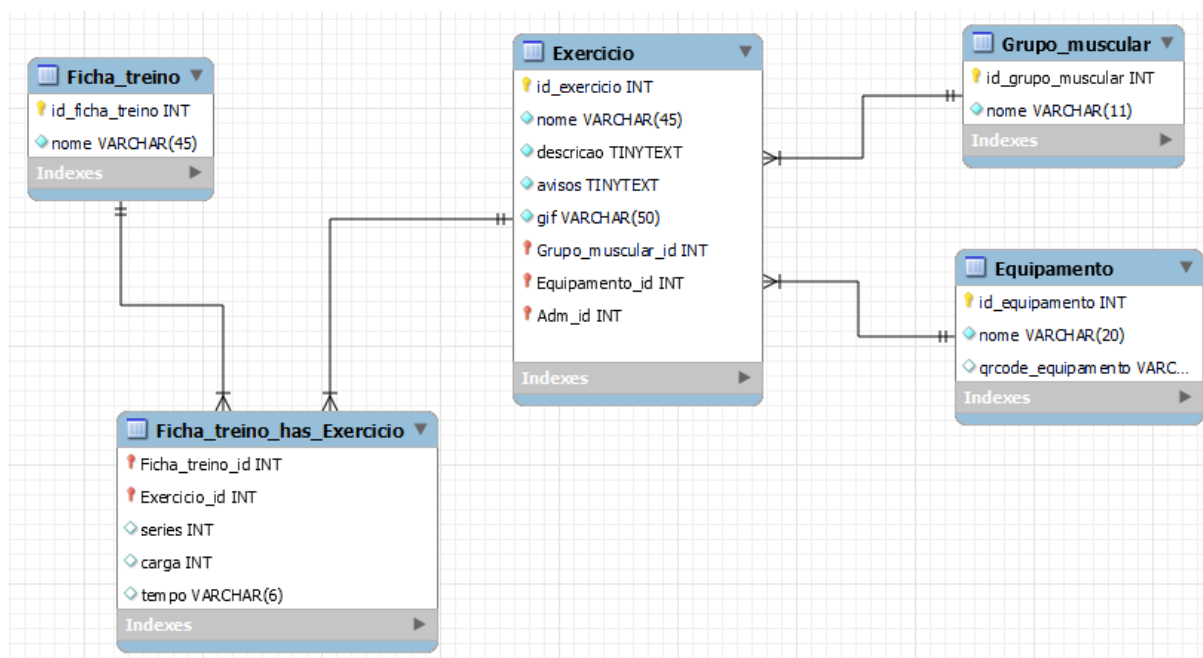 Ficha_treino
id_ficha_treino INT
nome VARCHAR(45)
Indexes
Exercicio
id_exercicio INT
nome VARCHAR(45)
descricao TINYTEXT
avisos TINYTEXT
gif VARCHAR(50)
Grupo_muscular_id INT
Equipamento_id INT
Adm_id INT
Indexes
Grupo_muscular
id_grupo_muscular INT
nome VARCHAR(11)
Indexes
Equipamento
id_equipamento INT
nome VARCHAR(20)
qrcode_equipamento VARC...
Indexes
Ficha_treino_has_Exercicio
Ficha_treino_id INT
Exercicio_id INT
series INT
carga INT
tempo VARCHAR(6)
Indexes